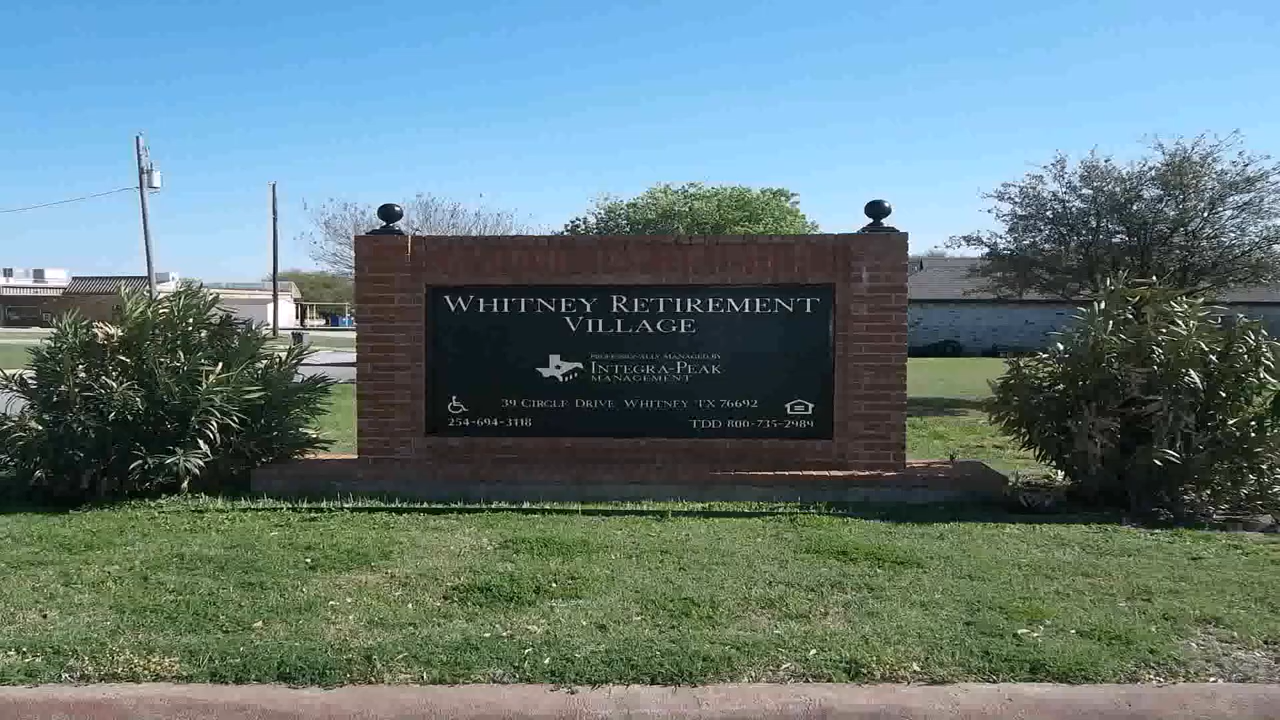 WHITNEY RETIREMENT
VILLAGE
PROFESSIONALLY MANAGED BY
INTEGRA-PEAK
MANAGEMENT
39 CIRCLE DRIVE WHITNEY TX 76692
254-694-3118
TDD 800-735-2989